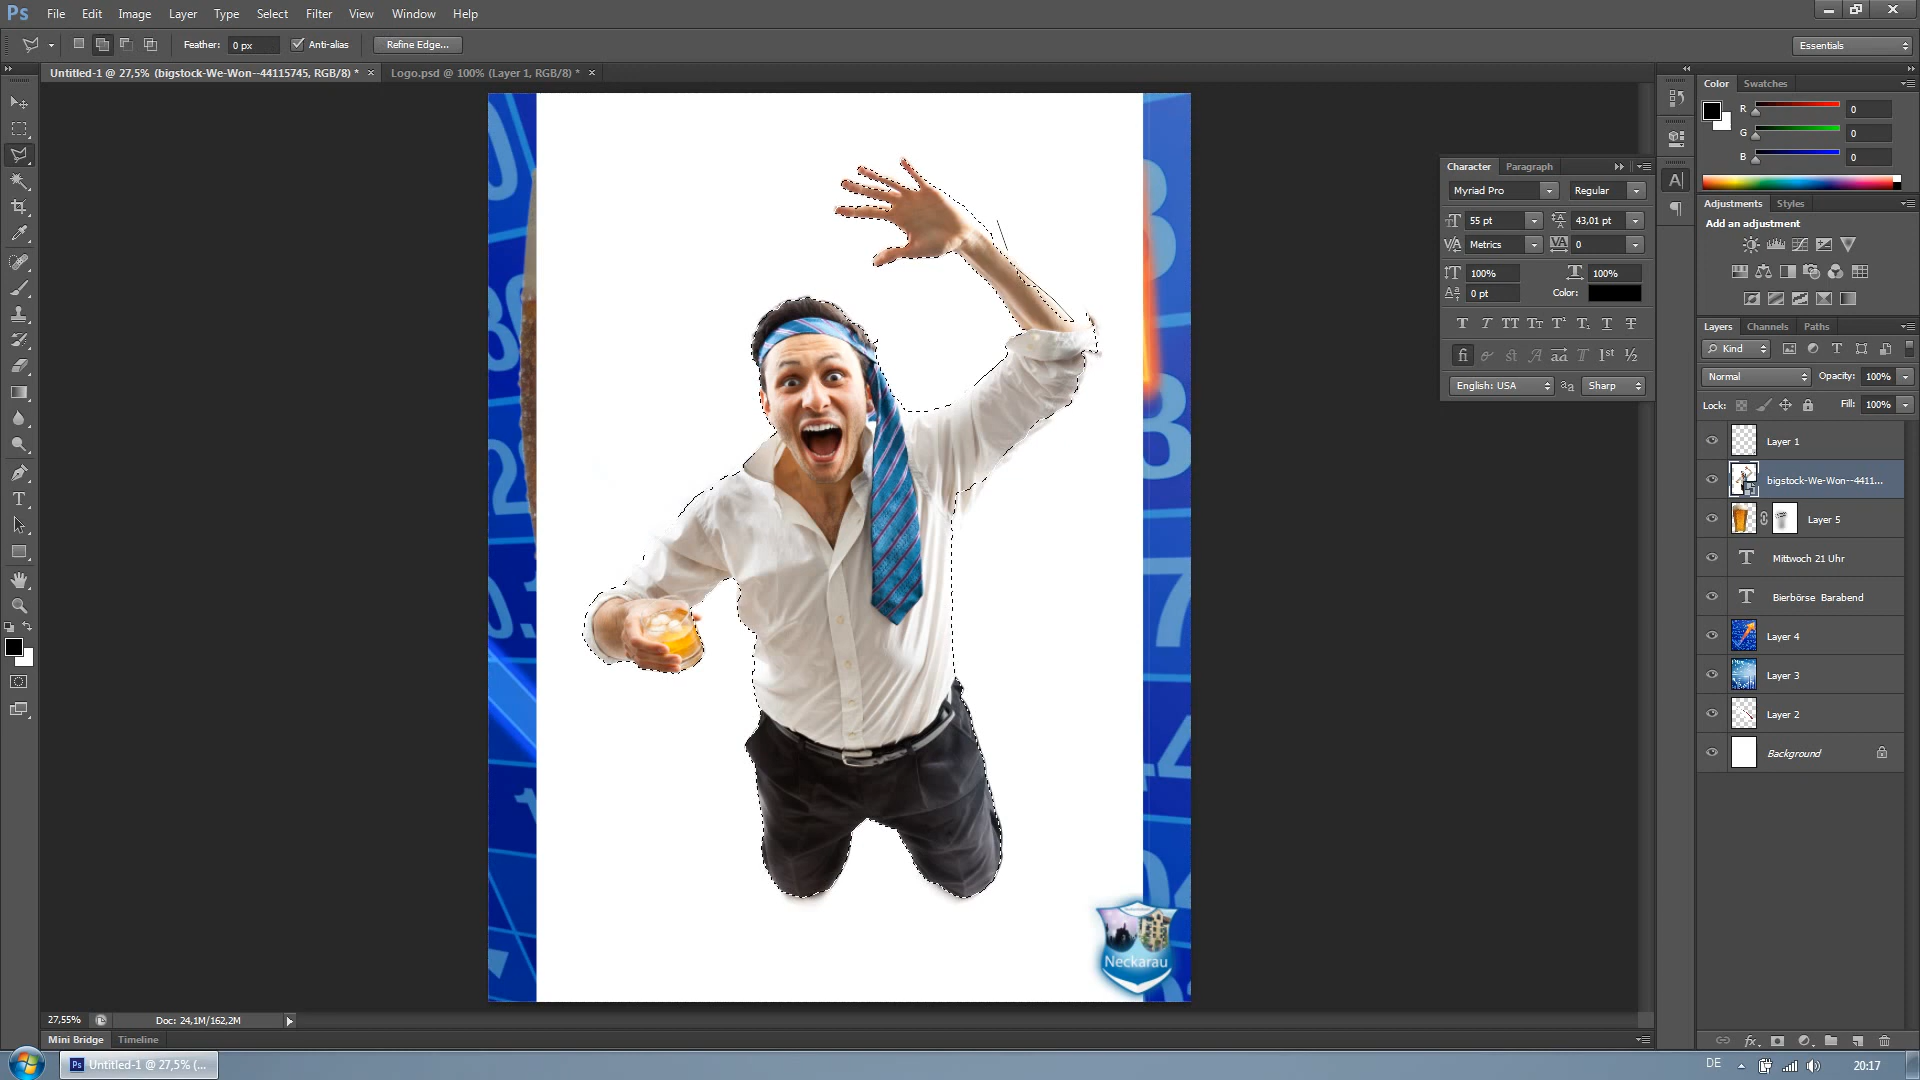 Ps File Edit Image Layer Type Select Filter View Window Help
Feather: 0 px Anti-alias Refine Edge... Essentials
Untitled-1 @ 27,5% (bigstock-We-Won--44115745, RGB/8) * × Logo.psd @ 100% (Layer 1, RGB/8) * ×
Color Swatches
R 0
G 0
B 0
Character Paragraph
Myriad Pro Regular
55 pt 43,01 pt
Metrics 0
100% 100%
0 pt Color:
English: USA Sharp
Adjustments Styles
Add an adjustment
Layers Channels Paths
Kind
Normal Opacity: 100%
Lock: Fill: 100%
Layer 1
bigstock-We-Won--4411...
Layer 5
Mittwoch 21 Uhr
Bierbörse Barabend
Layer 4
Layer 3
Layer 2
Background
Neckarau
27,55% Doc: 24,1M/162,2M
Mini Bridge Timeline
Ps Untitled-1 @ 27,5% (... DE 20:17